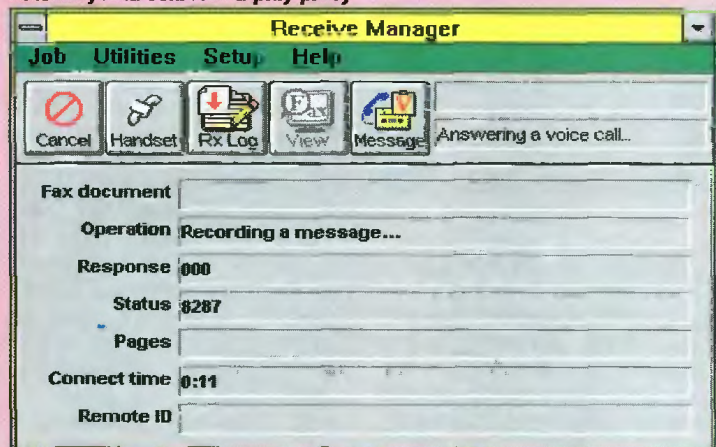 Receive Manager
Job Utilities Setup Help
Cancel Handset Rx Log View Message
Fax
Answering a voice call...
Fax document
Operation Recording a message...
Response 000
Status 8287
Pages
Connect time 0:11
Remote ID